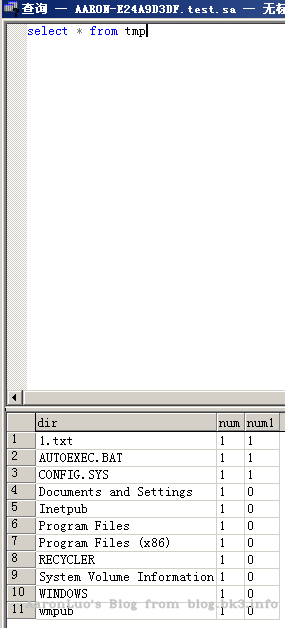 查询 — AARON-E24A9D3DF.test.sa — 无标
select * from tmp
dir num num1
1 1.txt 1 1
2 AUTOEXEC.BAT 1 1
3 CONFIG.SYS 1 1
4 Documents and Settings 1 0
5 Inetpub 1 0
6 Program Files 1 0
7 Program Files (x86) 1 0
8 RECYCLER 1 0
9 System Volume Information 1 0
10 WINDOWS 1 0
11 wmpub 1 0
AaronLuo's Blog from blog.pk3.info